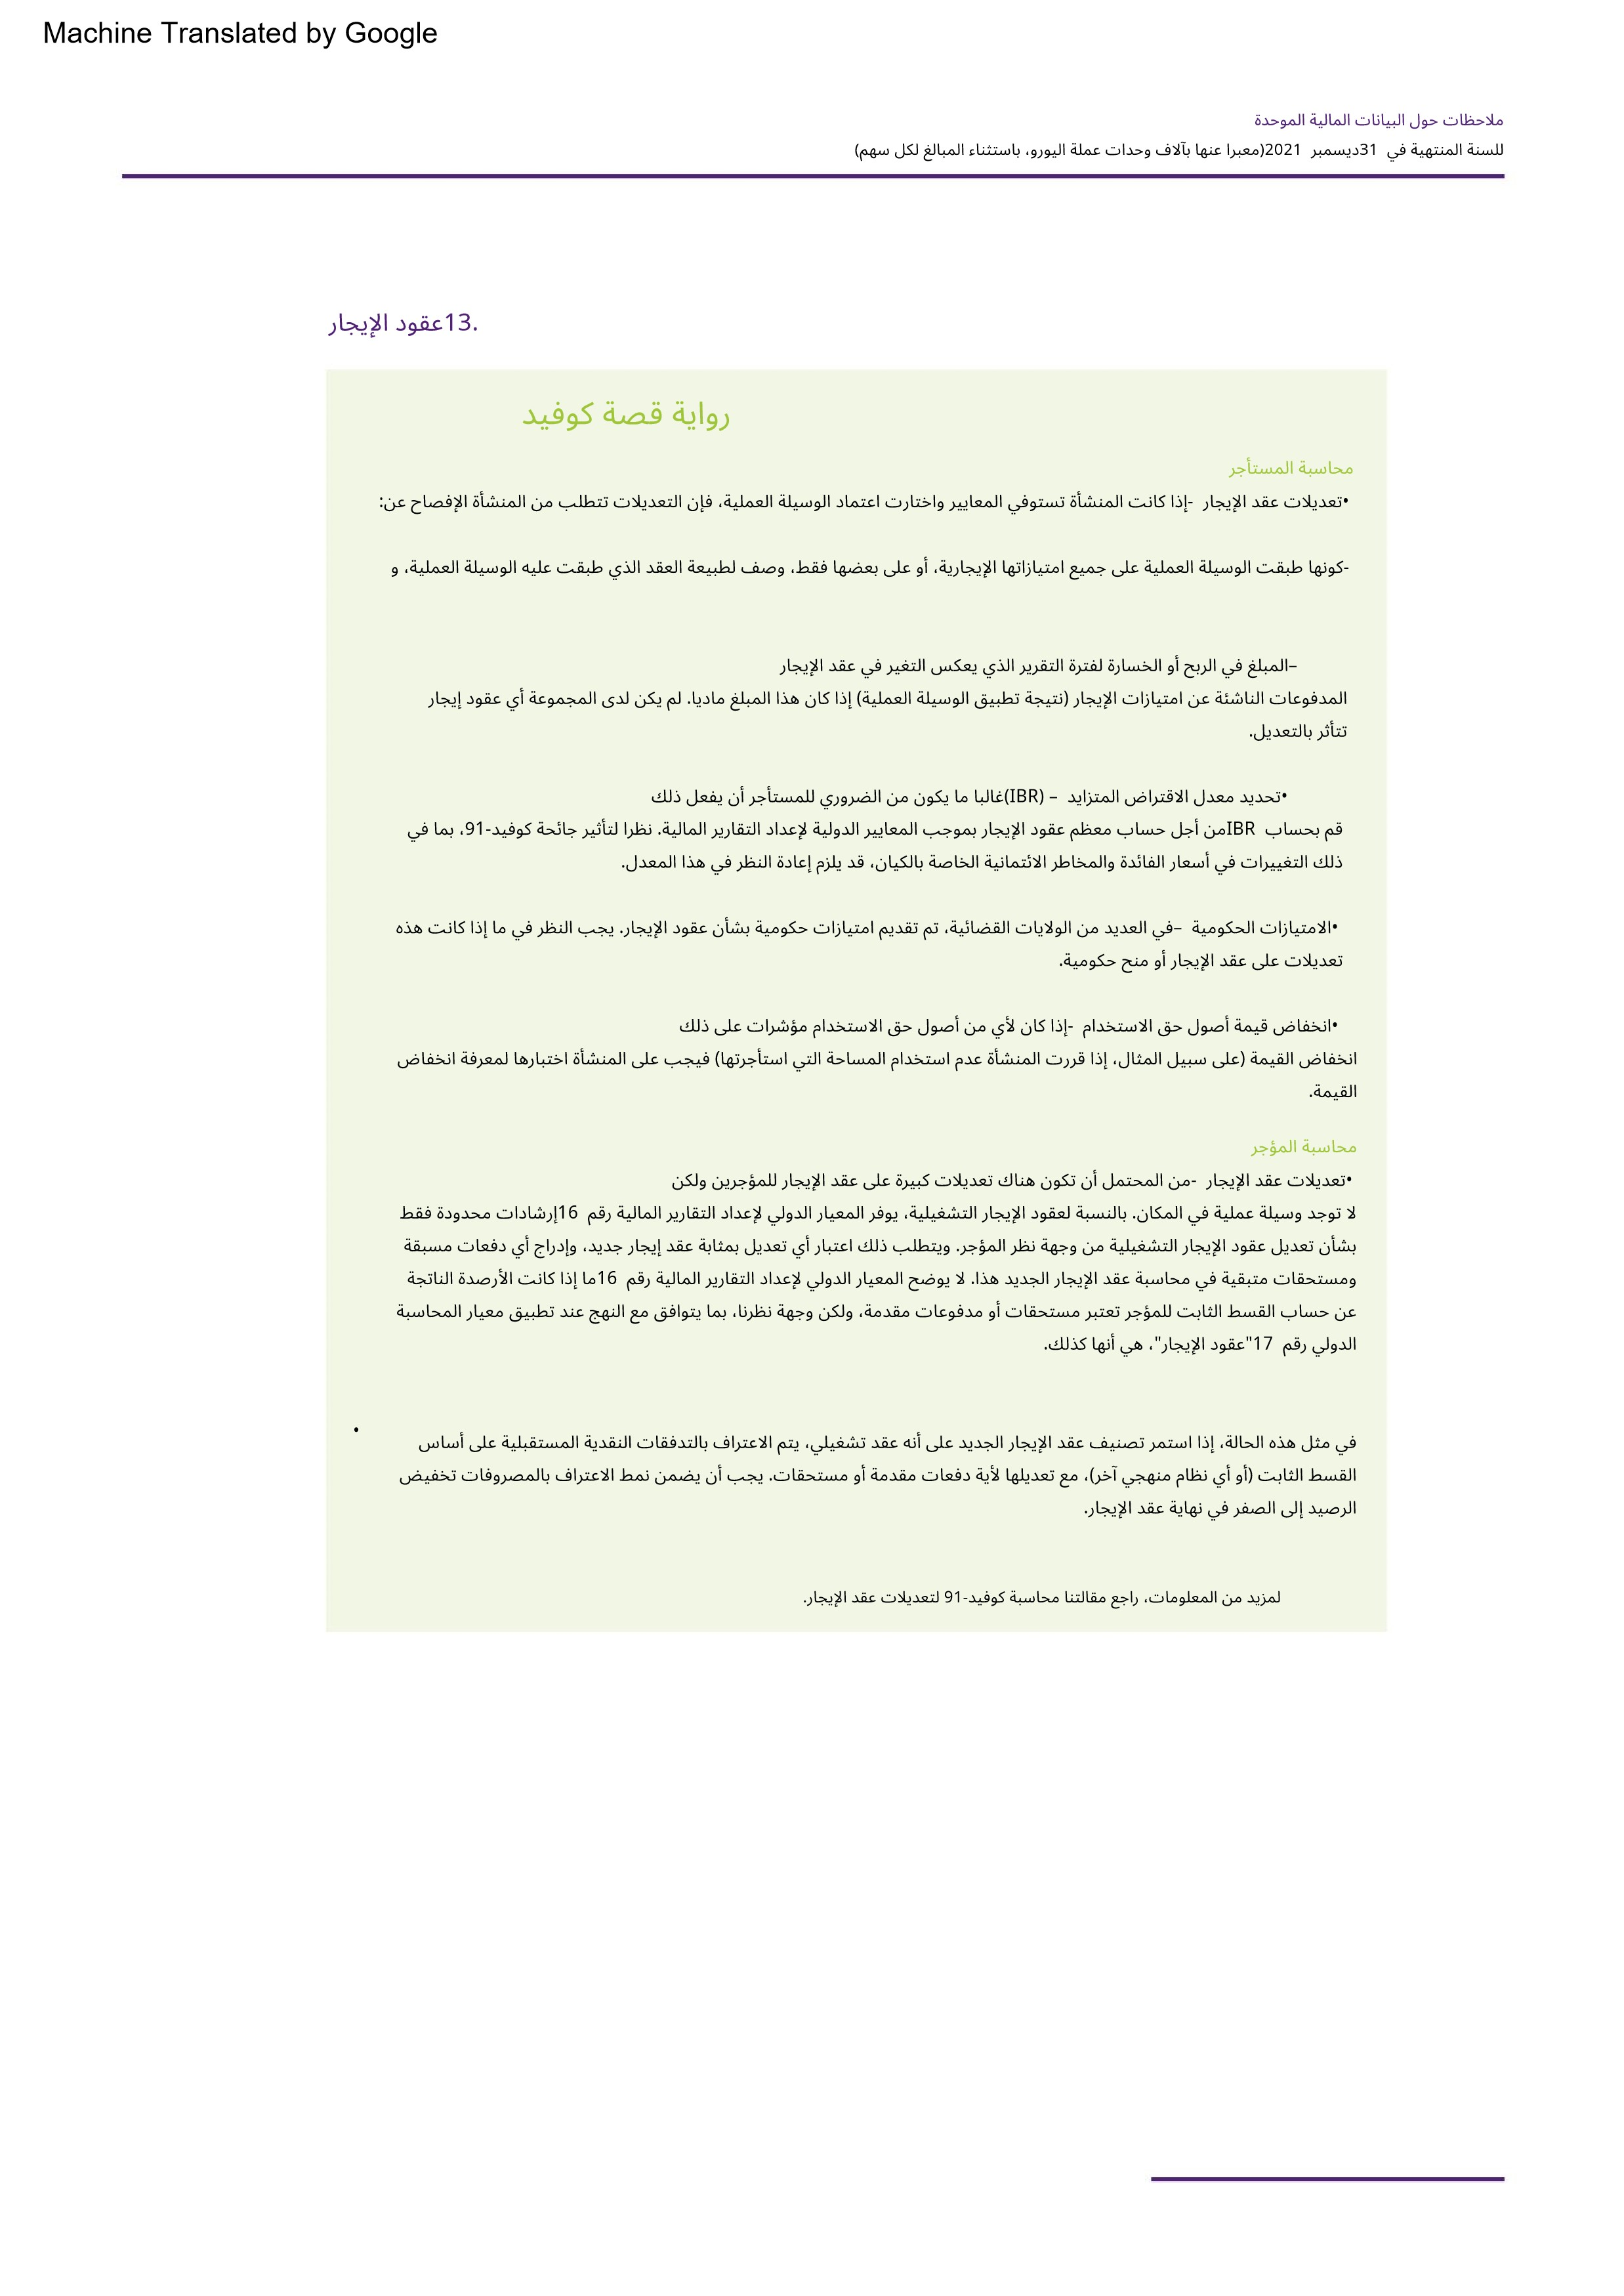 Machine Translated by Google
ملاحظات حول البيانات المالية الموحدة
للسنة المنتهية في 31ديسمبر 2021(معبرا عنها بآلاف وحدات عملة اليورو، باستثناء المبالغ لكل سهم)
.13عقود الإيجار
رواية قصة كوفيد
محاسبة المستأجر
•تعديلات عقد الإيجار -إذا كانت المنشأة تستوفي المعايير واختارت اعتماد الوسيلة العملية، فإن التعديلات تتطلب من المنشأة الإفصاح عن:
-كونها طبقت الوسيلة العملية على جميع امتيازاتها الإيجارية، أو على بعضها فقط، وصف لطبيعة العقد الذي طبقت عليه الوسيلة العملية، و
–المبلغ في الربح أو الخسارة لفترة التقرير الذي يعكس التغير في عقد الإيجار
المدفوعات الناشئة عن امتيازات الإيجار (نتيجة تطبيق الوسيلة العملية) إذا كان هذا المبلغ ماديا. لم يكن لدى المجموعة أي عقود إيجار
تتأثر بالتعديل.
•تحديد معدل الاقتراض المتزايد – (IBR)غالبا ما يكون من الضروري للمستأجر أن يفعل ذلك
قم بحساب IBRمن أجل حساب معظم عقود الإيجار بموجب المعايير الدولية لإعداد التقارير المالية. نظرا لتأثير جائحة كوفيد-91، بما في
ذلك التغييرات في أسعار الفائدة والمخاطر الائتمانية الخاصة بالكيان، قد يلزم إعادة النظر في هذا المعدل.
•الامتيازات الحكومية –في العديد من الولايات القضائية، تم تقديم امتيازات حكومية بشأن عقود الإيجار. يجب النظر في ما إذا كانت هذه
تعديلات على عقد الإيجار أو منح حكومية.
•انخفاض قيمة أصول حق الاستخدام -إذا كان لأي من أصول حق الاستخدام مؤشرات على ذلك
انخفاض القيمة (على سبيل المثال، إذا قررت المنشأة عدم استخدام المساحة التي استأجرتها) فيجب على المنشأة اختبارها لمعرفة انخفاض
القيمة.
محاسبة المؤجر
•تعديلات عقد الإيجار -من المحتمل أن تكون هناك تعديلات كبيرة على عقد الإيجار للمؤجرين ولكن
لا توجد وسيلة عملية في المكان. بالنسبة لعقود الإيجار التشغيلية، يوفر المعيار الدولي لإعداد التقارير المالية رقم 16إرشادات محدودة فقط
بشأن تعديل عقود الإيجار التشغيلية من وجهة نظر المؤجر. ويتطلب ذلك اعتبار أي تعديل بمثابة عقد إيجار جديد، وإدراج أي دفعات مسبقة
ومستحقات متبقية في محاسبة عقد الإيجار الجديد هذا. لا يوضح المعيار الدولي لإعداد التقارير المالية رقم 16ما إذا كانت الأرصدة الناتجة
عن حساب القسط الثابت للمؤجر تعتبر مستحقات أو مدفوعات مقدمة، ولكن وجهة نظرنا، بما يتوافق مع النهج عند تطبيق معيار المحاسبة
الدولي رقم 17"عقود الإيجار"، هي أنها كذلك.
•
في مثل هذه الحالة، إذا استمر تصنيف عقد الإيجار الجديد على أنه عقد تشغيلي، يتم الاعتراف بالتدفقات النقدية المستقبلية على أساس
القسط الثابت (أو أي نظام منهجي آخر)، مع تعديلها لأية دفعات مقدمة أو مستحقات. يجب أن يضمن نمط الاعتراف بالمصروفات تخفيض
الرصيد إلى الصفر في نهاية عقد الإيجار.
لمزيد من المعلومات، راجع مقالتنا محاسبة كوفيد-91 لتعديلات عقد الإيجار.